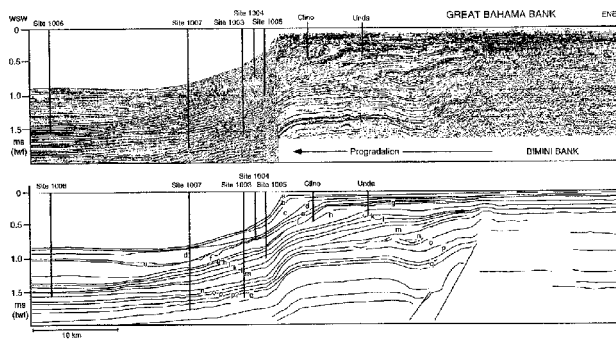 WSW
GREAT BAHAMA BANK
ENE
Site 1006
Site 1007
Site 1003
Site 1004
Site 1005
Clino
Unda
0
0.5
1.0
1.5
ms
(twt)
Progradation
BIMINI BANK
Site 1006
Site 1007
Site 1003
Site 1004
Site 1005
Clino
Unda
0
0.5
1.0
1.5
ms
(twt)
10 km